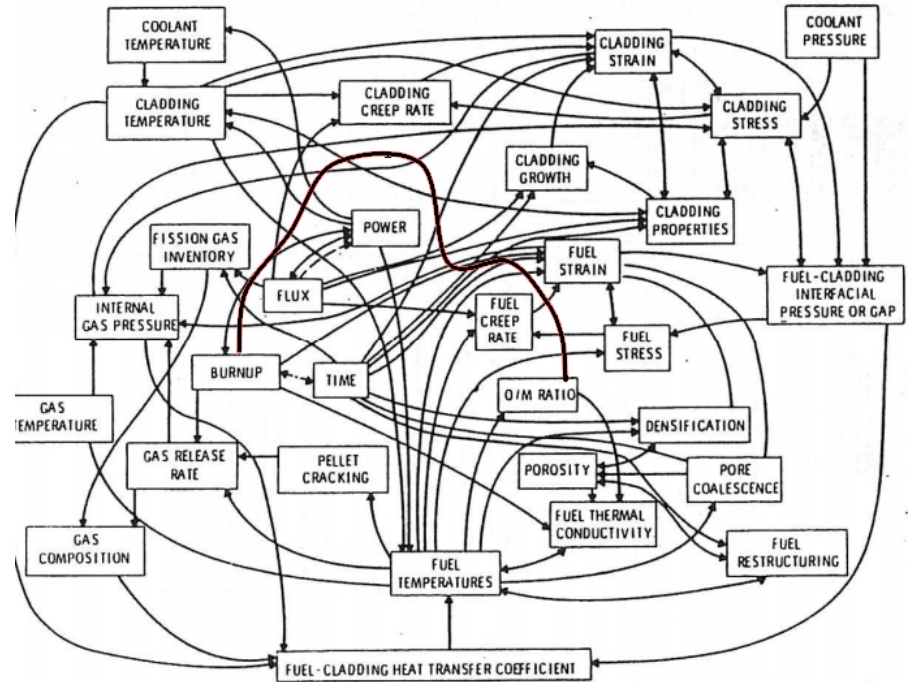 COOLANT
TEMPERATURE
CLADDING
STRAIN
COOLANT
PRESSURE
CLADDING
TEMPERATURE
CLADDING
CREEP RATE
CLADDING
STRESS
CLADDING
GROWTH
CLADDING
PROPERTIES
FISSION GAS
INVENTORY
POWER
FUEL
STRAIN
FUEL-CLADDING
INTERFACIAL
PRESSURE OR GAP
INTERNAL
GAS PRESSURE
FLUX
FUEL
CREEP
RATE
FUEL
STRESS
BURNUP
TIME
O/M RATIO
GAS
TEMPERATURE
DENSIFICATION
GAS RELEASE
RATE
PELLET
CRACKING
POROSITY
PORE
COALESCENCE
GAS
COMPOSITION
FUEL THERMAL
CONDUCTIVITY
FUEL
RESTRUCTURING
FUEL
TEMPERATURES
FUEL-CLADDING HEAT TRANSFER COEFFICIENT